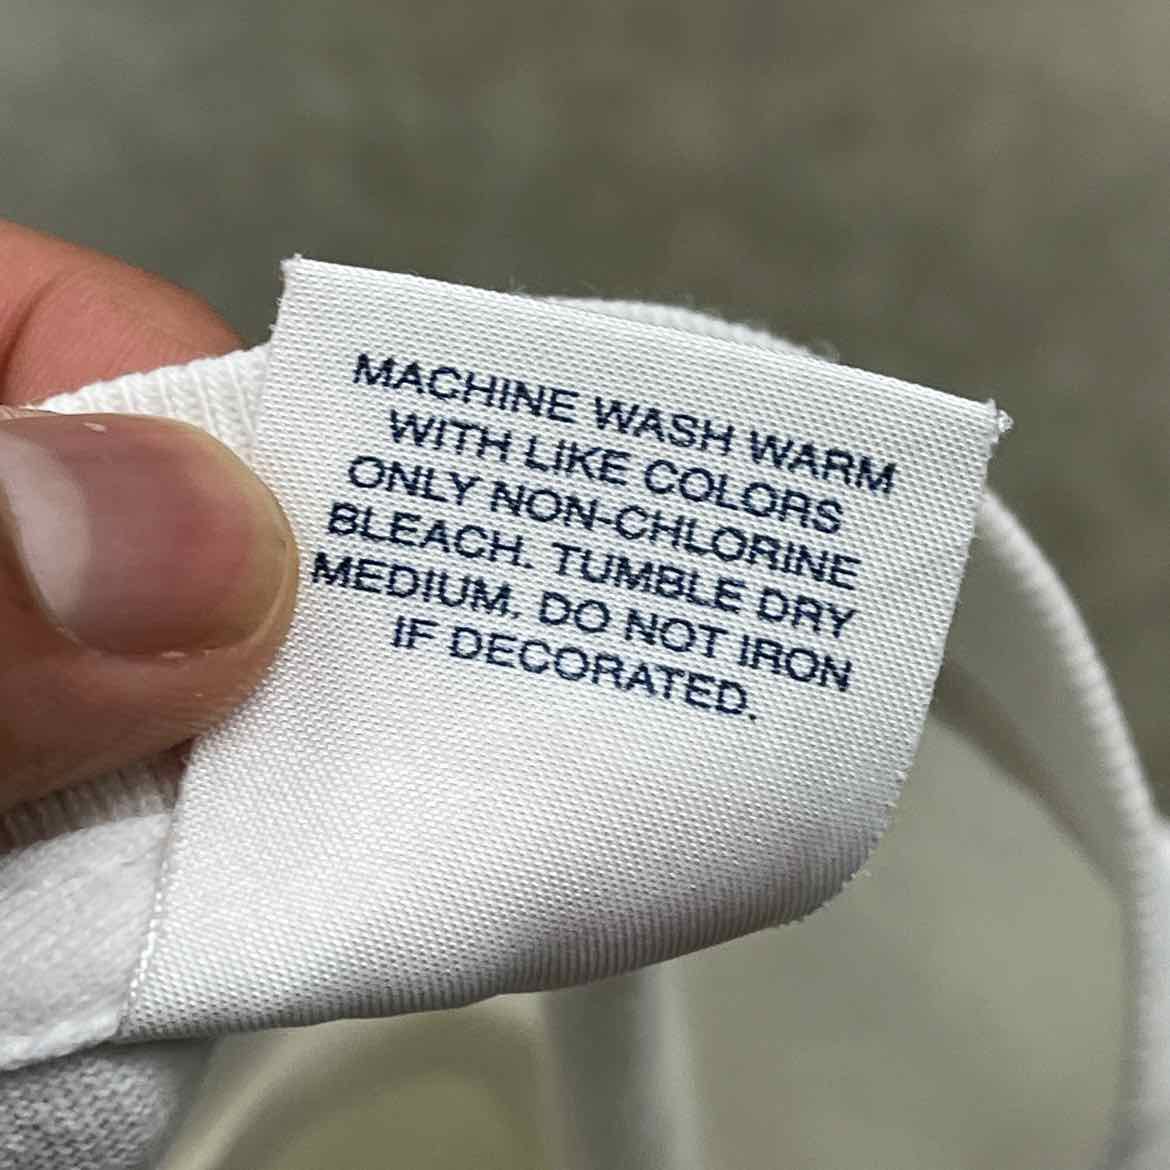 MACHINE WASH WARM
WITH LIKE COLORS
ONLY NON-CHLORINE
BLEACH. TUMBLE DRY
MEDIUM. DO NOT IRON
IF DECORATED.